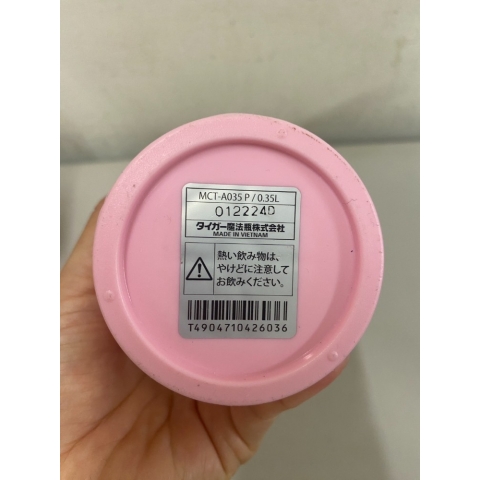 MCT-A035 P / 0.35L
012224D
タイガー魔法瓶株式会社
MADE IN VIETNAM
熱い飲み物は、
やけどに注意して
お飲みください。
T4904710426036